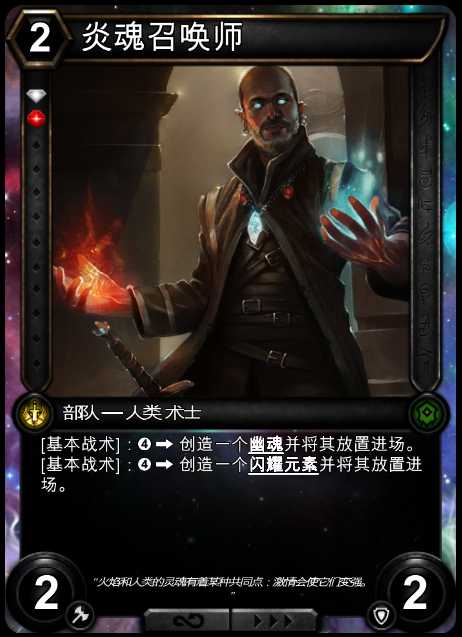 2
炎魂召唤师
部队 — 人类 术士
[基本战术]：4 ➡ 创造一个幽魂并将其放置进场。
[基本战术]：4 ➡ 创造一个闪耀元素并将其放置进
场。
"火焰和人类的灵魂有着某种共同点：激情会使它们变强。
"
2
2